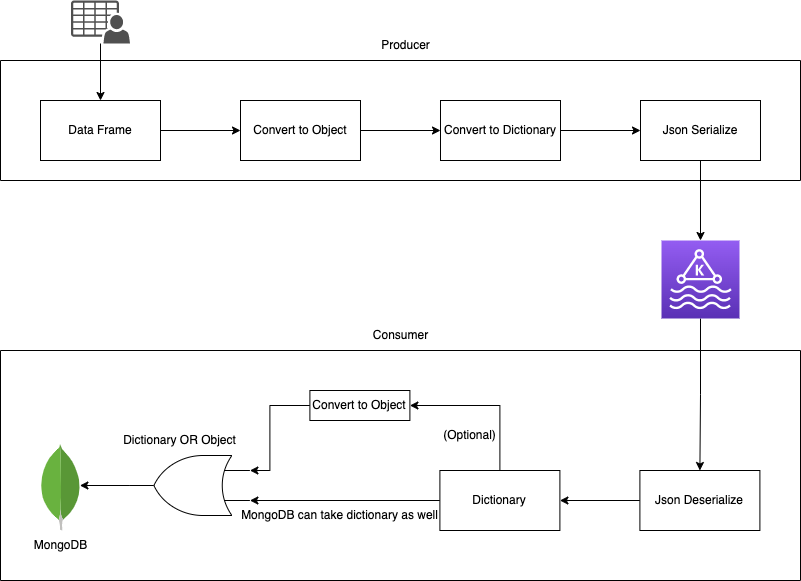 Producer
Data Frame
Convert to Object
Convert to Dictionary
Json Serialize
K
Consumer
Convert to Object
(Optional)
Dictionary OR Object
Dictionary
Json Deserialize
MongoDB can take dictionary as well
MongoDB